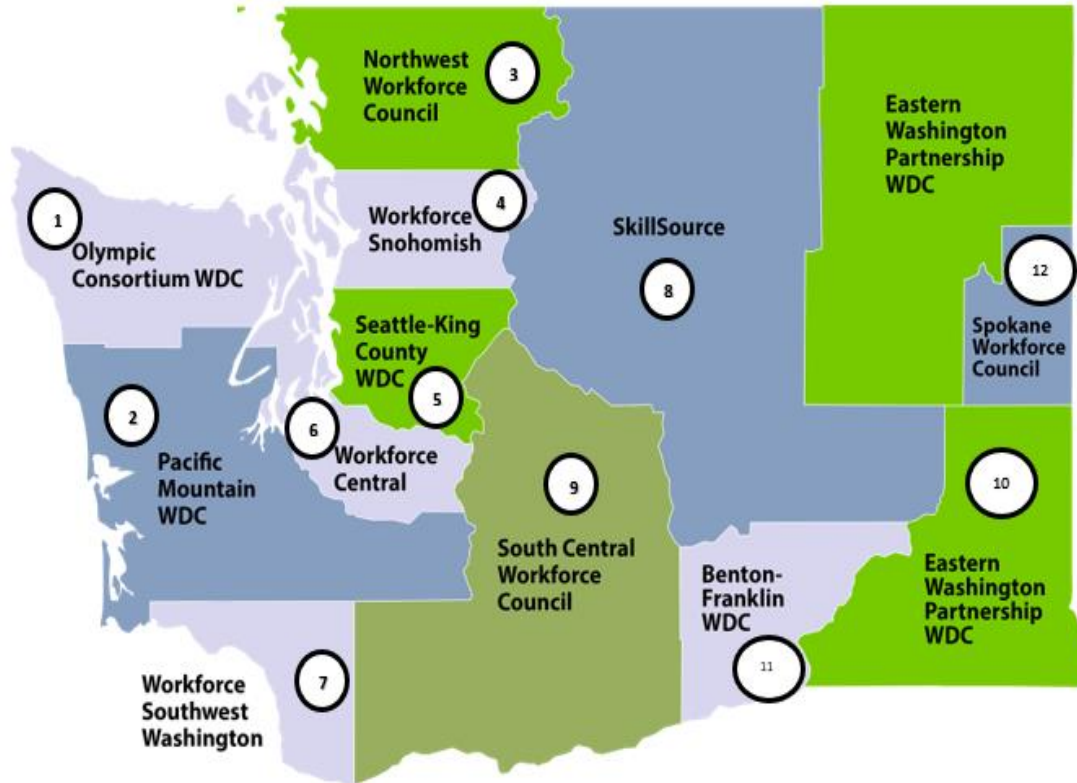 Northwest
Workforce
Council
3
Eastern
Washington
Partnership
WDC
1
Olympic
Consortium WDC
4
Workforce
Snohomish
SkillSource
8
12
Spokane
Workforce
Council
Seattle-King
County
WDC
5
2
Pacific
Mountain
WDC
6
Workforce
Central
9
South Central
Workforce
Council
10
Eastern
Washington
Partnership
WDC
Benton-
Franklin
WDC
11
7
Workforce
Southwest
Washington